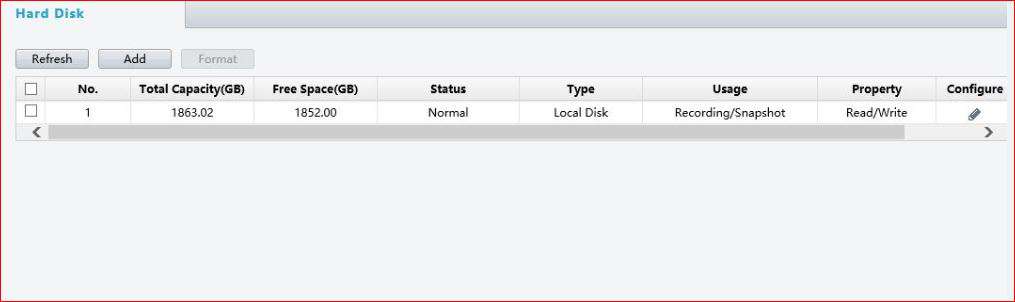 Hard Disk
Refresh Add Format
No. Total Capacity(GB) Free Space(GB) Status Type Usage Property Configure
1 1863.02 1852.00 Normal Local Disk Recording/Snapshot Read/Write